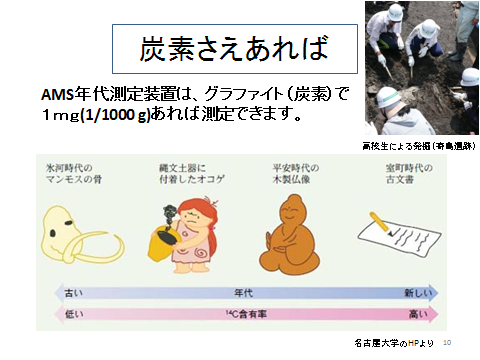 炭素さえあれば
AMS年代測定装置は、グラファイト（炭素）で
１ｍｇ(1/1000 g)あれば測定できます。
高校生による発掘（寄島遺跡）
氷河時代の
マンモスの骨
縄文土器に
付着したオコゲ
平安時代の
木製仏像
室町時代の
古文書
古い
年代
新しい
低い
¹⁴C含有率
高い
名古屋大学のHPより
10